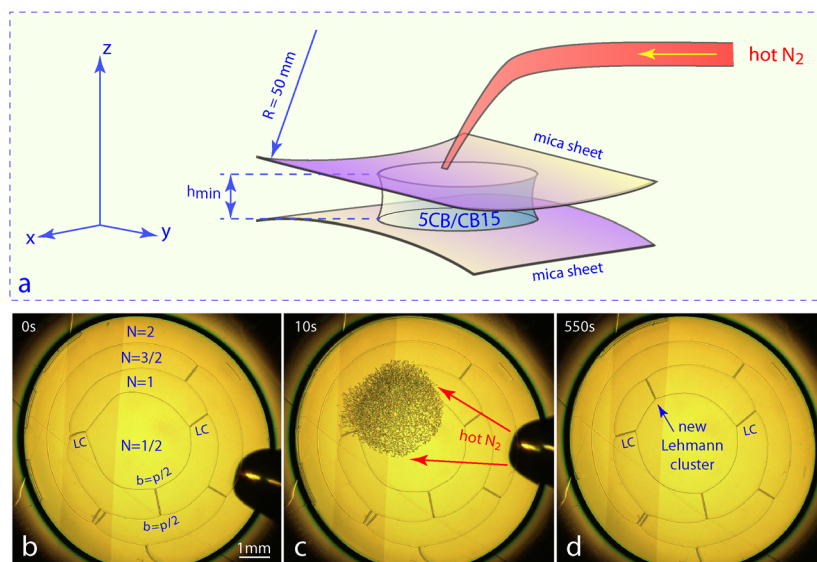 z
R = 50 mm
hot N₂
mica sheet
hmin
5CB/CB15
x
y
mica sheet
a
0s
N=2
N=3/2
N=1
LC
LC
N=1/2
b=p/2
b=p/2
b
1mm
10s
hot N₂
c
550s
LC
LC
new
Lehmann
cluster
d